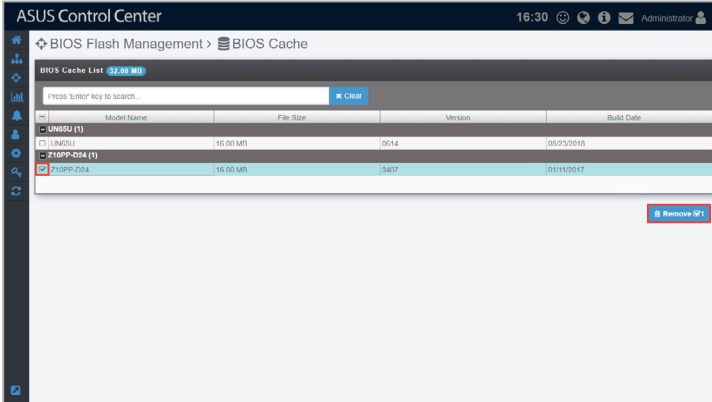 ASUS Control Center
16:30 Administrator
BIOS Flash Management > BIOS Cache
BIOS Cache List 32.00 MB
Press 'Enter' key to search... Clear
Model Name File Size Version Build Date
UN65U (1)
UN65U 16.00 MB 0614 05/23/2018
Z10PP-D24 (1)
Z10PP-D24 16.00 MB 3407 01/11/2017
Remove 1